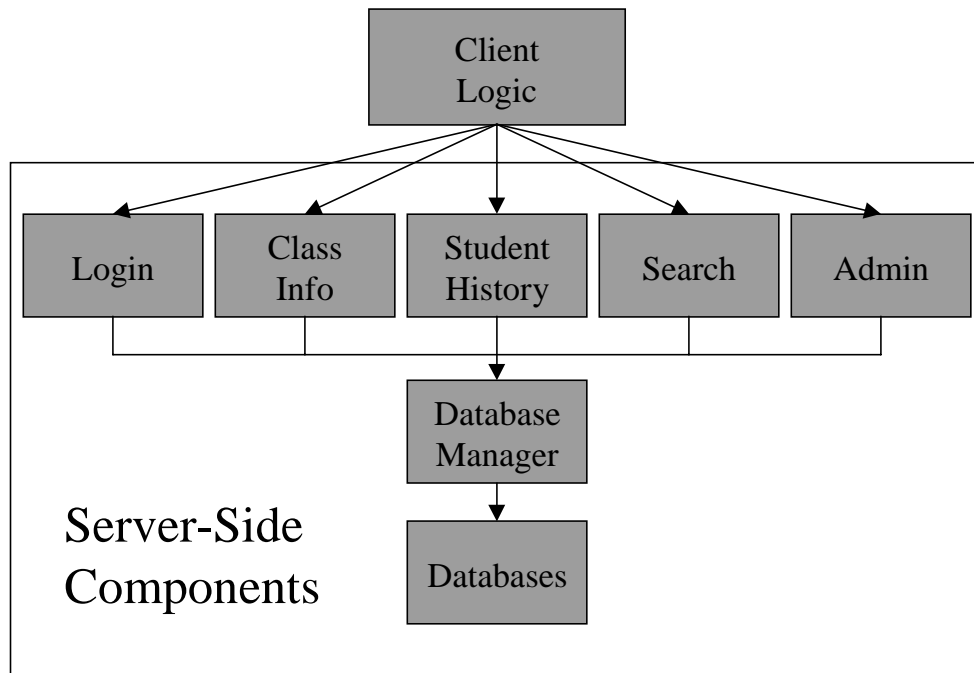 Client
Logic
Login
Class
Info
Student
History
Search
Admin
Database
Manager
Server-Side
Components
Databases